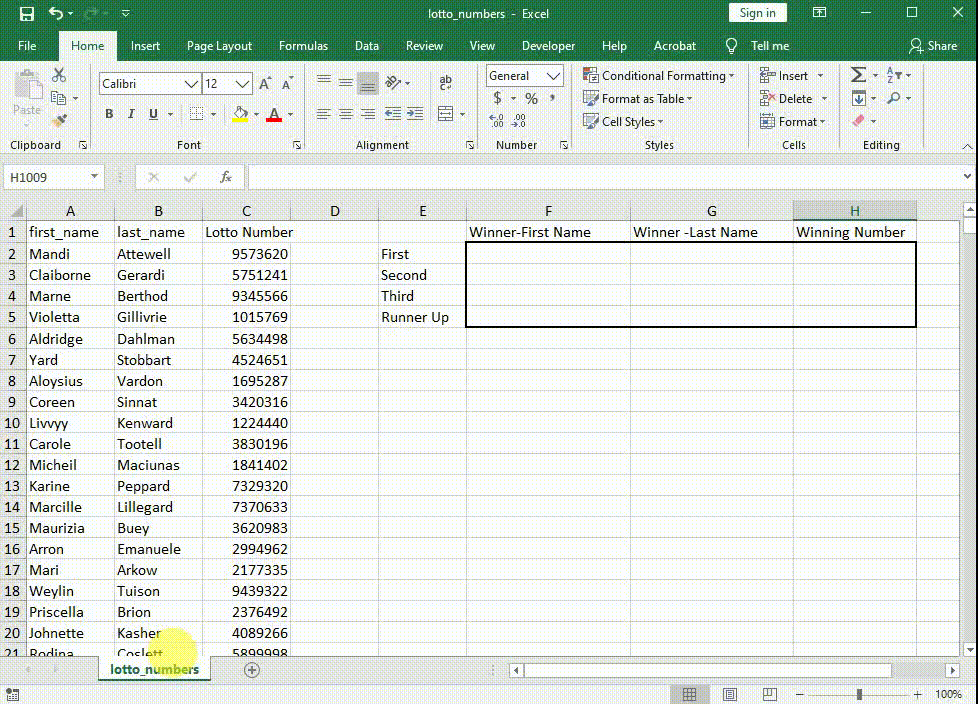 lotto_numbers - Excel
Sign in
File Home Insert Page Layout Formulas Data Review View Developer Help Acrobat Tell me Share
Paste
Calibri 12
B I U A
ab
General
$ % ,
Conditional Formatting
Format as Table
Cell Styles
Insert
Delete
Format
Clipboard Font Alignment Number Styles Cells Editing
H1009 fx
A B C D E F G H
1 first_name last_name Lotto Number Winner-First Name Winner -Last Name Winning Number
2 Mandi Attewell 9573620 First
3 Claiborne Gerardi 5751241 Second
4 Marne Berthod 9345566 Third
5 Violetta Gillivrie 1015769 Runner Up
6 Aldridge Dahlman 5634498
7 Yard Stobbart 4524651
8 Aloysius Vardon 1695287
9 Coreen Sinnat 3420316
10 Livvyy Kenward 1224440
11 Carole Tootell 3830196
12 Micheil Maciunas 1841402
13 Karine Peppard 7329320
14 Marcille Lillegard 7370633
15 Maurizia Buey 3620983
16 Arron Emanuele 2994962
17 Mari Arkow 2177335
18 Weylin Tuison 9439322
19 Priscella Brion 2376492
20 Johnette Kasher 4089266
21 Rodina Coslett 5899998
lotto_numbers
100%